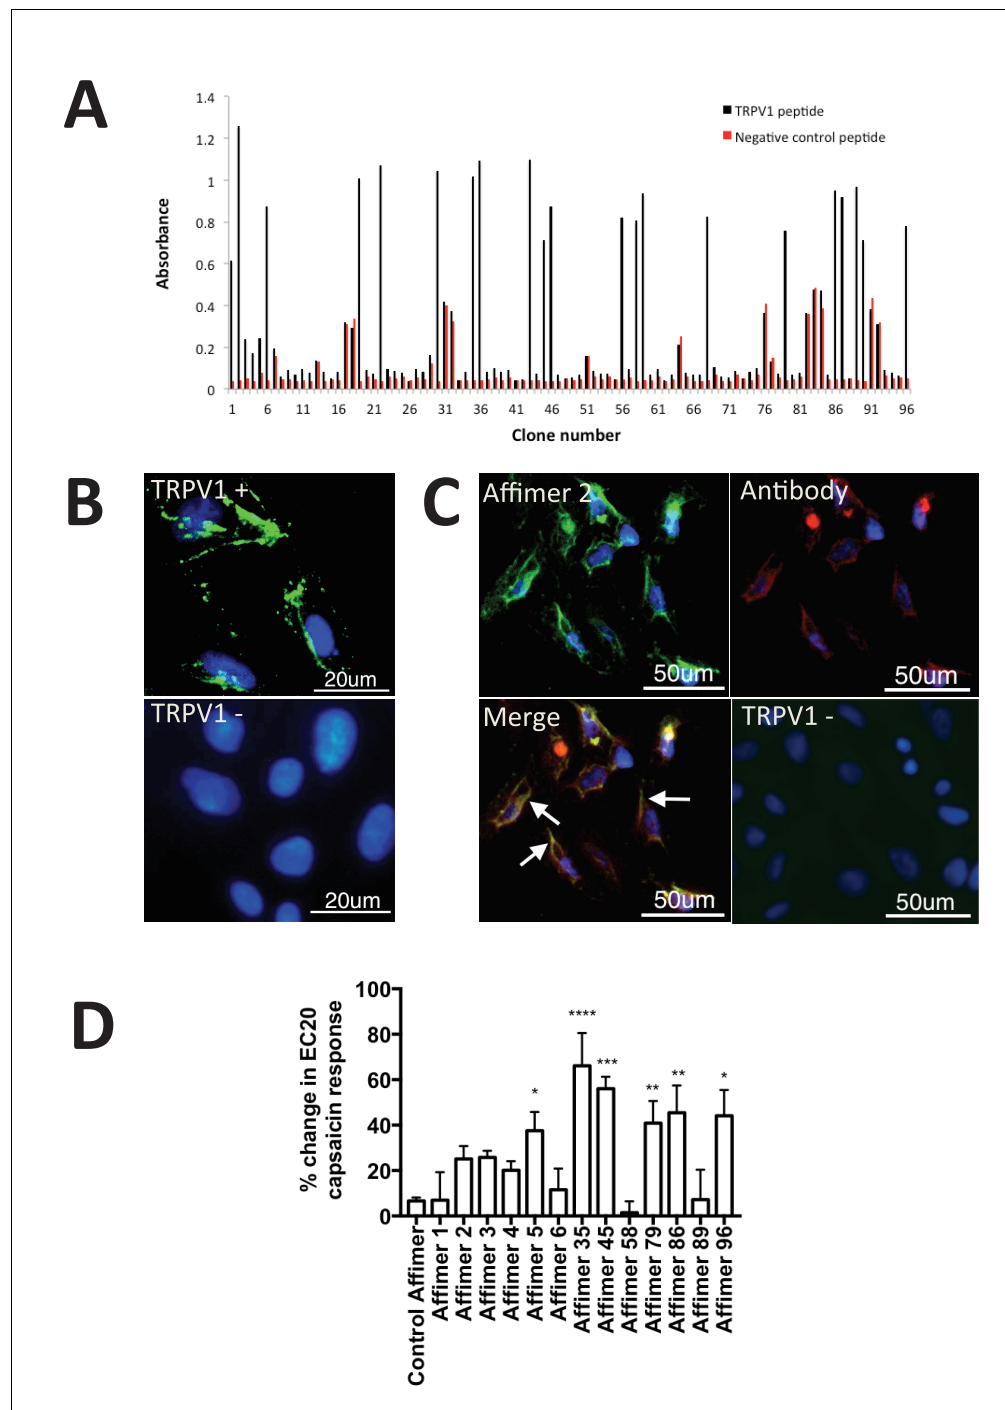 A
1.4
1.2
1
0.8
0.6
0.4
0.2
0
Absorbance
TRPV1 peptide
Negative control peptide
1 6 11 16 21 26 31 36 41 46 51 56 61 66 71 76 81 86 91 96
Clone number
B
TRPV1 +
20um
TRPV1 -
20um
C
Affimer 2
50um
Antibody
50um
Merge
50um
TRPV1 -
50um
D
100
80
60
40
20
0
% change in EC20
capsaicin response
*
****
***
**
**
*
Control Affimer
Affimer 1
Affimer 2
Affimer 3
Affimer 4
Affimer 5
Affimer 6
Affimer 35
Affimer 45
Affimer 58
Affimer 79
Affimer 86
Affimer 89
Affimer 96